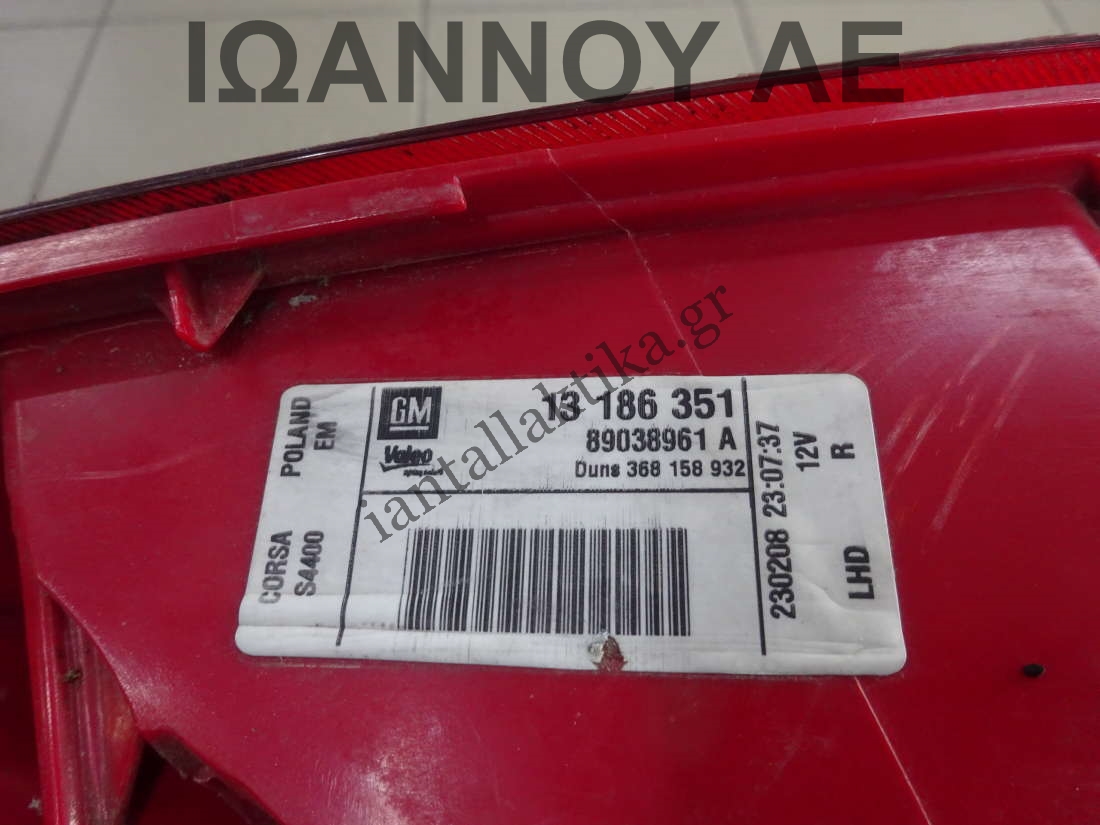 ΙΩΑΝΝΟΥ ΑΕ
iantallaktika.gr
POLAND
EM
CORSA
S4400
GM
Valeo
13 186 351
89038961 A
Duns 368 158 932
230208 23:07:37
12V
R
LHD